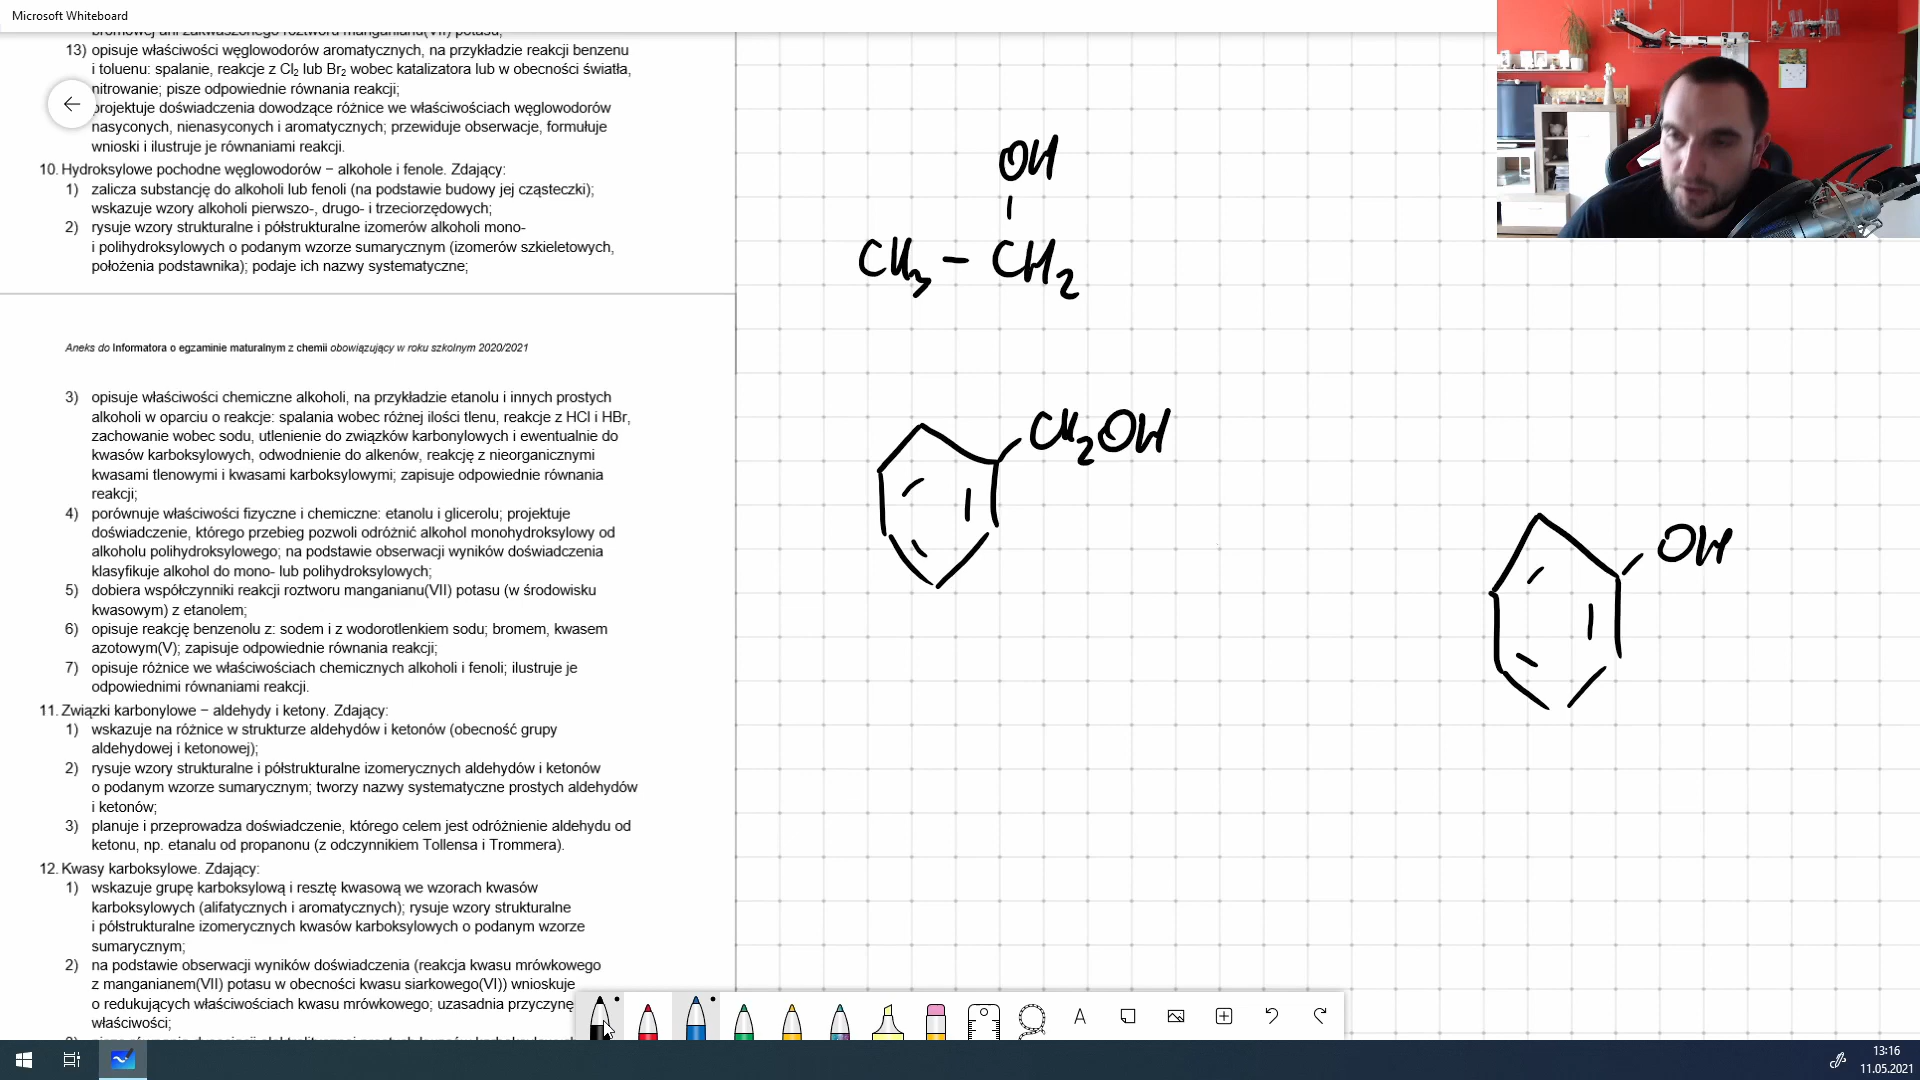 Microsoft Whiteboard
bromowej ani zakwaszonego roztworu manganianu(VII) potasu;
13) opisuje właściwości węglowodorów aromatycznych, na przykładzie reakcji benzenu
i toluenu: spalanie, reakcje z Cl₂ lub Br₂ wobec katalizatora lub w obecności światła,
nitrowanie; pisze odpowiednie równania reakcji;
projektuje doświadczenia dowodzące różnice we właściwościach węglowodorów
nasyconych, nienasyconych i aromatycznych; przewiduje obserwacje, formułuje
wnioski i ilustruje je równaniami reakcji.
10. Hydroksylowe pochodne węglowodorów − alkohole i fenole. Zdający:
1) zalicza substancję do alkoholi lub fenoli (na podstawie budowy jej cząsteczki);
wskazuje wzory alkoholi pierwszo-, drugo- i trzeciorzędowych;
2) rysuje wzory strukturalne i półstrukturalne izomerów alkoholi mono-
i polihydroksylowych o podanym wzorze sumarycznym (izomerów szkieletowych,
położenia podstawnika); podaje ich nazwy systematyczne;
Aneks do Informatora o egzaminie maturalnym z chemii obowiązujący w roku szkolnym 2020/2021
3) opisuje właściwości chemiczne alkoholi, na przykładzie etanolu i innych prostych
alkoholi w oparciu o reakcje: spalania wobec różnej ilości tlenu, reakcje z HCl i HBr,
zachowanie wobec sodu, utlenienie do związków karbonylowych i ewentualnie do
kwasów karboksylowych, odwodnienie do alkenów, reakcję z nieorganicznymi
kwasami tlenowymi i kwasami karboksylowymi; zapisuje odpowiednie równania
reakcji;
4) porównuje właściwości fizyczne i chemiczne: etanolu i glicerolu; projektuje
doświadczenie, którego przebieg pozwoli odróżnić alkohol monohydroksylowy od
alkoholu polihydroksylowego; na podstawie obserwacji wyników doświadczenia
klasyfikuje alkohol do mono- lub polihydroksylowych;
5) dobiera współczynniki reakcji roztworu manganianu(VII) potasu (w środowisku
kwasowym) z etanolem;
6) opisuje reakcję benzenolu z: sodem i z wodorotlenkiem sodu; bromem, kwasem
azotowym(V); zapisuje odpowiednie równania reakcji;
7) opisuje różnice we właściwościach chemicznych alkoholi i fenoli; ilustruje je
odpowiednimi równaniami reakcji.
11. Związki karbonylowe − aldehydy i ketony. Zdający:
1) wskazuje na różnice w strukturze aldehydów i ketonów (obecność grupy
aldehydowej i ketonowej);
2) rysuje wzory strukturalne i półstrukturalne izomerycznych aldehydów i ketonów
o podanym wzorze sumarycznym; tworzy nazwy systematyczne prostych aldehydów
i ketonów;
3) planuje i przeprowadza doświadczenie, którego celem jest odróżnienie aldehydu od
ketonu, np. etanalu od propanonu (z odczynnikiem Tollensa i Trommera).
12. Kwasy karboksylowe. Zdający:
1) wskazuje grupę karboksylową i resztę kwasową we wzorach kwasów
karboksylowych (alifatycznych i aromatycznych); rysuje wzory strukturalne
i półstrukturalne izomerycznych kwasów karboksylowych o podanym wzorze
sumarycznym;
2) na podstawie obserwacji wyników doświadczenia (reakcja kwasu mrówkowego
z manganianem(VII) potasu w obecności kwasu siarkowego(VI)) wnioskuje
o redukujących właściwościach kwasu mrówkowego; uzasadnia przyczynę
właściwości;
OH
CH₃ – CH₂
CH₂OH
OH
A
13:16
11.05.2021